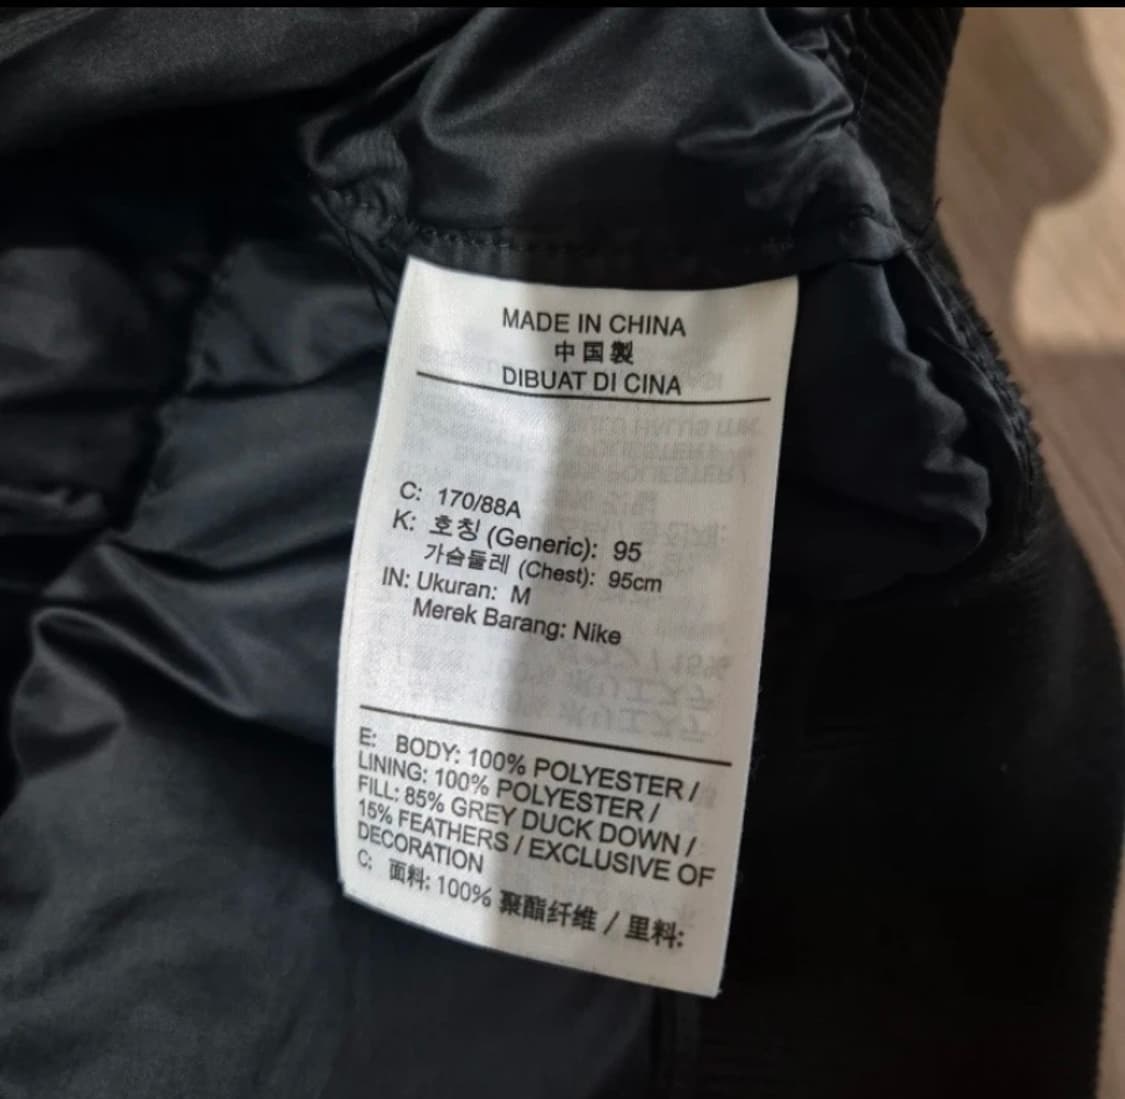 MADE IN CHINA
中国製
DIBUAT DI CINA
C: 170/88A
K: 호칭 (Generic): 95
가슴둘레 (Chest): 95cm
IN: Ukuran: M
Merek Barang: Nike
E: BODY: 100% POLYESTER /
LINING: 100% POLYESTER /
FILL: 85% GREY DUCK DOWN /
15% FEATHERS / EXCLUSIVE OF
DECORATION
C: 面料: 100% 聚酯纤维 / 里料: